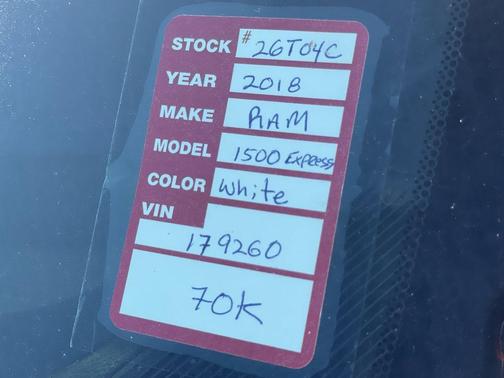 STOCK # 26T04C
YEAR 2018
MAKE RAM
MODEL 1500 Express
COLOR White
VIN
179260
70K